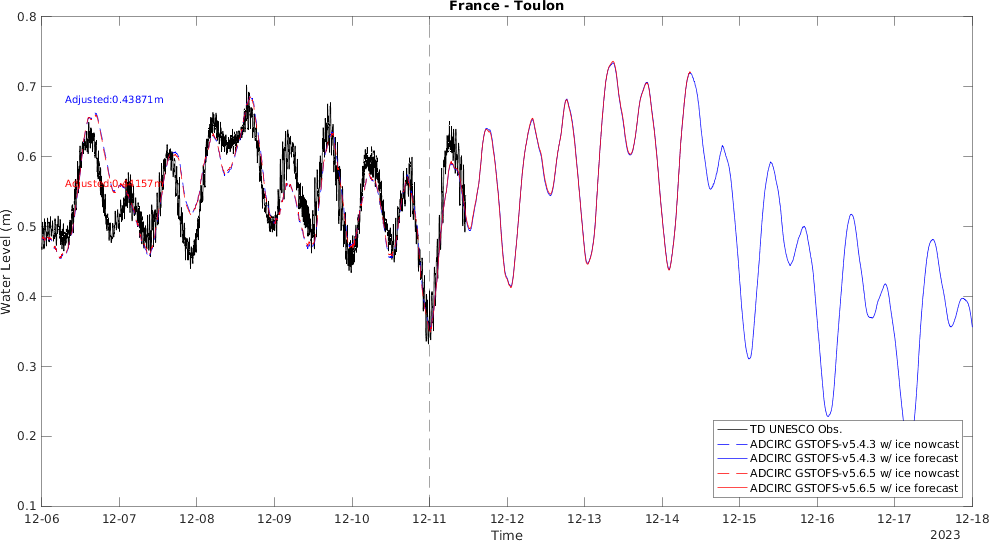 France - Toulon
0.8
0.7
0.6
0.5
0.4
0.3
0.2
0.1
Water Level (m)
Adjusted:0.43871m
12-06
12-07
12-08
12-09
12-10
12-11
12-12
12-13
12-14
12-15
12-16
12-17
12-18
Time
2023
TD UNESCO Obs.
ADCIRC GSTOFS-v5.4.3 w/ ice nowcast
ADCIRC GSTOFS-v5.4.3 w/ ice forecast
ADCIRC GSTOFS-v5.6.5 w/ ice nowcast
ADCIRC GSTOFS-v5.6.5 w/ ice forecast